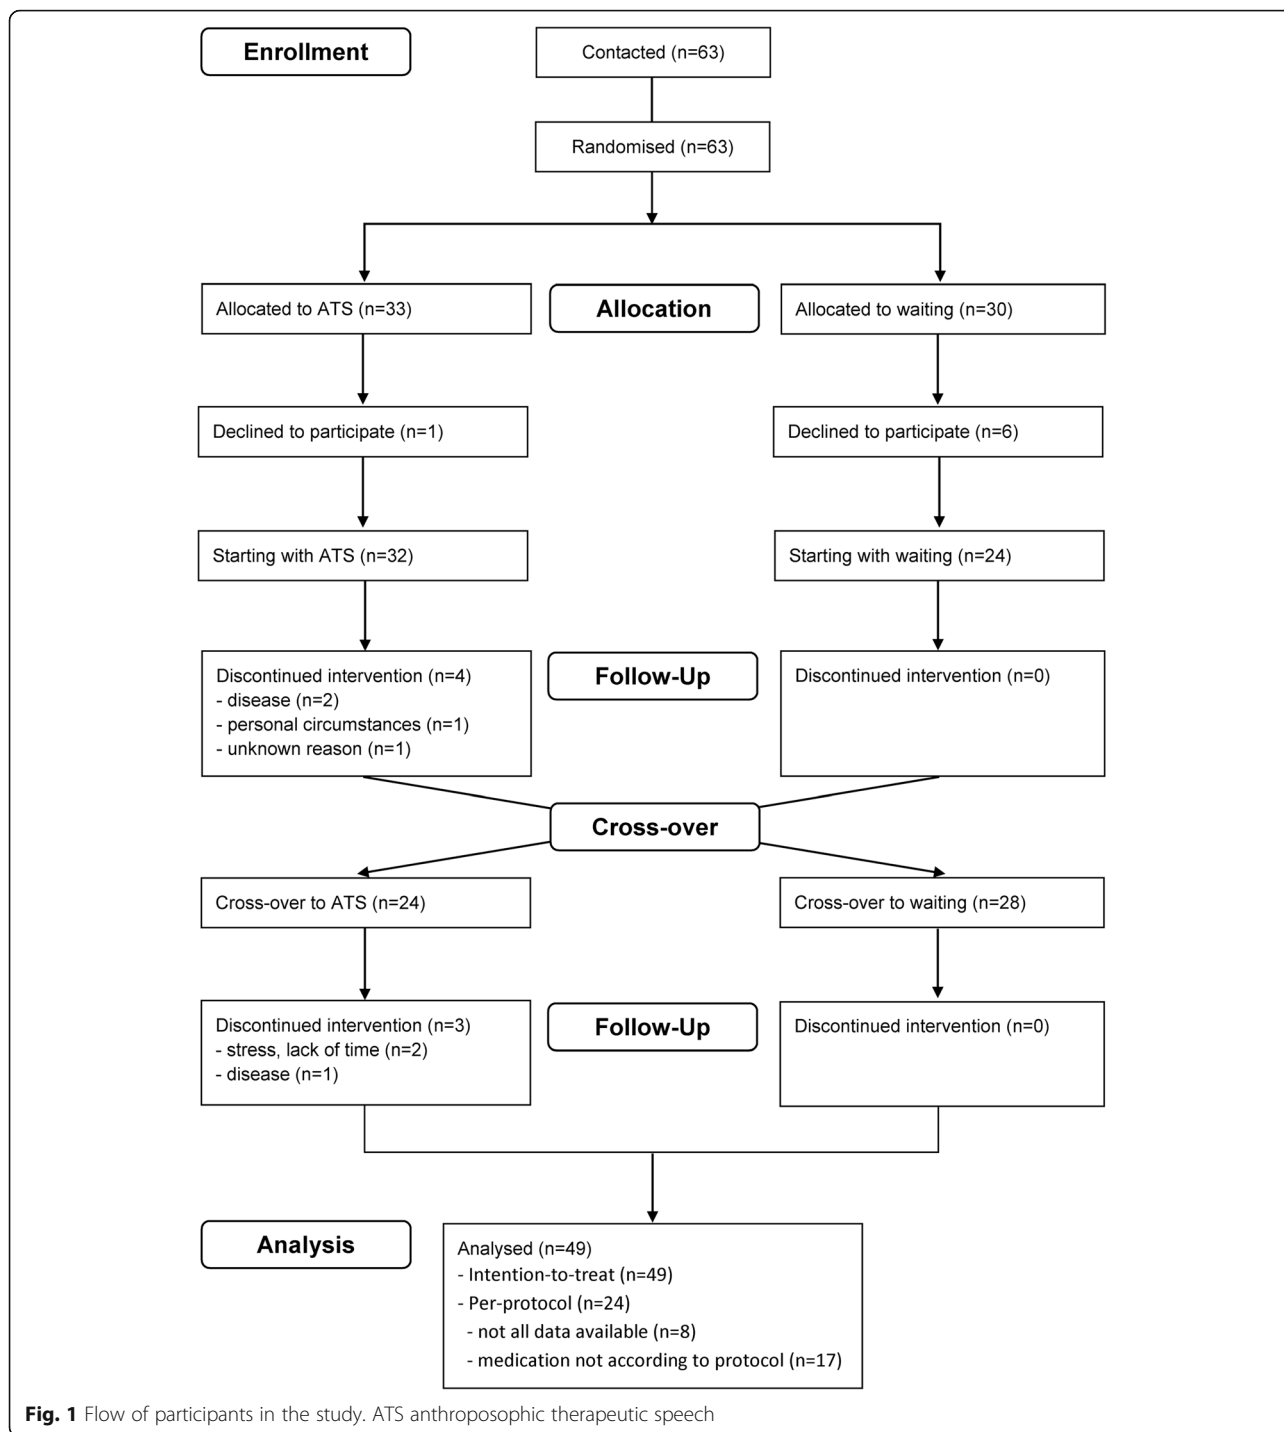 Enrollment
Contacted (n=63)
Randomised (n=63)
Allocated to ATS (n=33)
Allocation
Allocated to waiting (n=30)
Declined to participate (n=1)
Declined to participate (n=6)
Starting with ATS (n=32)
Starting with waiting (n=24)
Discontinued intervention (n=4)
- disease (n=2)
- personal circumstances (n=1)
- unknown reason (n=1)
Follow-Up
Discontinued intervention (n=0)
Cross-over
Cross-over to ATS (n=24)
Cross-over to waiting (n=28)
Discontinued intervention (n=3)
- stress, lack of time (n=2)
- disease (n=1)
Follow-Up
Discontinued intervention (n=0)
Analysis
Analysed (n=49)
- Intention-to-treat (n=49)
- Per-protocol (n=24)
- not all data available (n=8)
- medication not according to protocol (n=17)
Fig. 1 Flow of participants in the study. ATS anthroposophic therapeutic speech